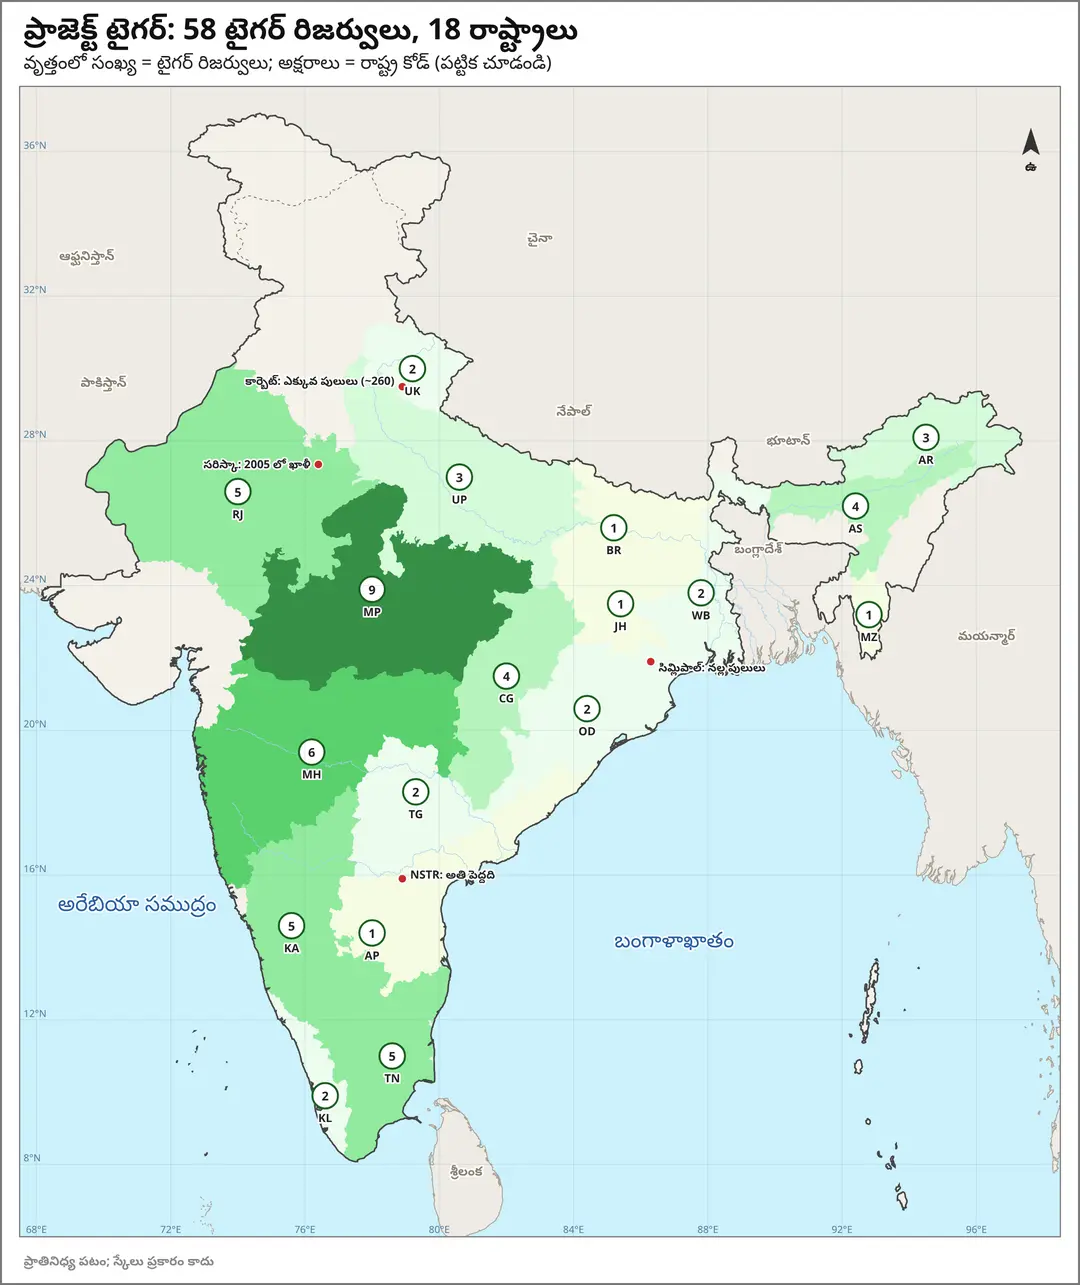 ప్రాజెక్ట్ టైగర్: 58 టైగర్ రిజర్వులు, 18 రాష్ట్రాలు
వృత్తంలో సంఖ్య = టైగర్ రిజర్వులు; అక్షరాలు = రాష్ట్ర కోడ్ (పట్టిక చూడండి)
36°N
ఉ
చైనా
ఆఫ్ఘనిస్తాన్
32°N
2
కార్బెట్: ఎక్కువ పులులు (~260)
UK
పాకిస్తాన్
నేపాల్
28°N
భూటాన్
3
AR
సరిస్కా: 2005 లో ఖాళీ
3
UP
5
RJ
4
AS
1
BR
బంగ్లాదేశ్
24°N
9
MP
2
WB
1
JH
1
MZ
మయన్మార్
సిమ్లిపాల్: నల్ల పులులు
4
CG
2
OD
20°N
6
MH
2
TG
16°N
NSTR: అతి పెద్దది
అరేబియా సముద్రం
5
KA
1
AP
బంగాళాఖాతం
12°N
5
TN
2
KL
8°N
శ్రీలంక
68°E
72°E
76°E
80°E
84°E
88°E
92°E
96°E
ప్రాతినిధ్య పటం; స్కేలు ప్రకారం కాదు